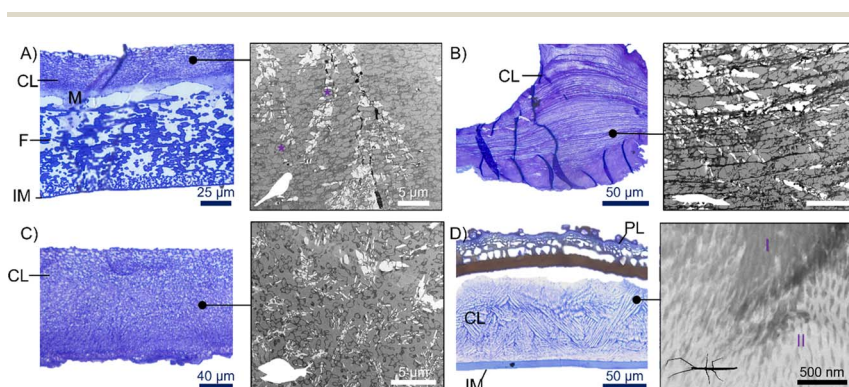 A)
CL
M
F
IM
25 µm
*
*
5 µm
B)
CL
50 µm
C)
CL
40 µm
5 µm
D)
PL
CL
IM
50 µm
I
II
500 nm